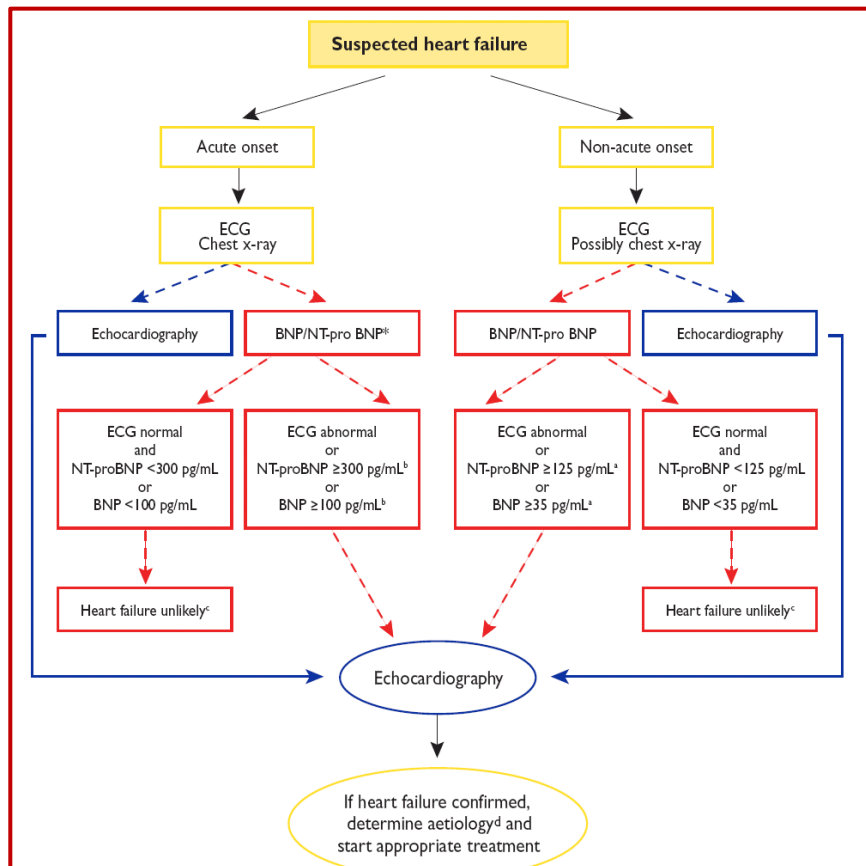 Suspected heart failure
Acute onset
Non-acute onset
ECG
Chest x-ray
ECG
Possibly chest x-ray
Echocardiography
BNP/NT-pro BNP*
BNP/NT-pro BNP
Echocardiography
ECG normal
and
NT-proBNP <300 pg/mL
or
BNP <100 pg/mL
ECG abnormal
or
NT-proBNP ≥300 pg/mLᵇ
or
BNP ≥100 pg/mLᵇ
ECG abnormal
or
NT-proBNP ≥125 pg/mLᵃ
or
BNP ≥35 pg/mLᵃ
ECG normal
and
NT-proBNP <125 pg/mL
or
BNP <35 pg/mL
Heart failure unlikelyᶜ
Heart failure unlikelyᶜ
Echocardiography
If heart failure confirmed,
determine aetiologyᵈ and
start appropriate treatment